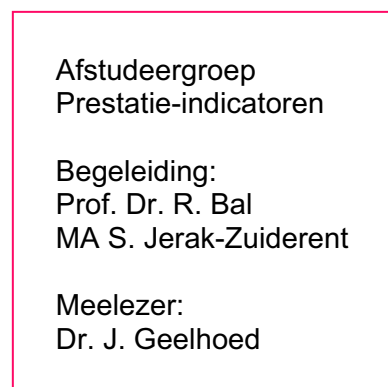 Afstudeergroep
Prestatie-indicatoren
Begeleiding:
Prof. Dr. R. Bal
MA S. Jerak-Zuiderent
Meelezer:
Dr. J. Geelhoed